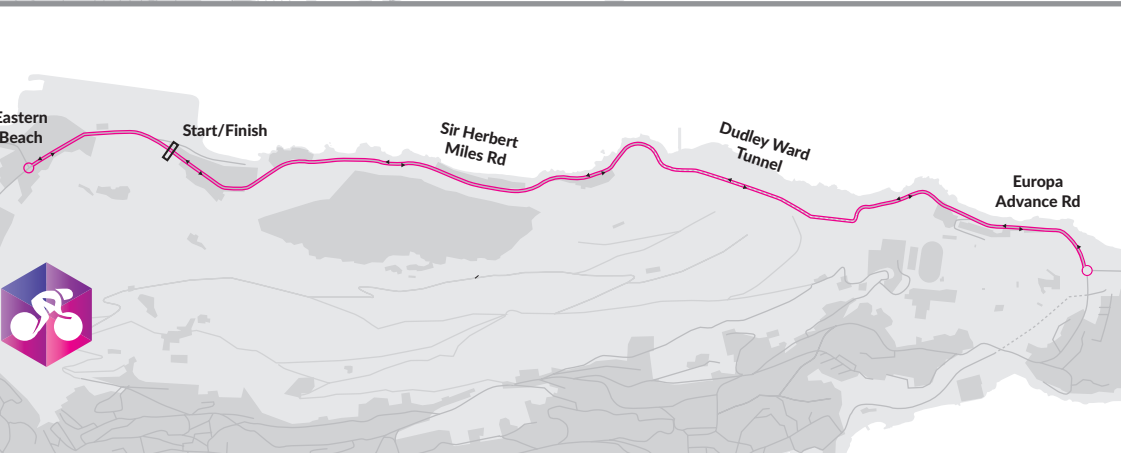 Eastern
Beach
Start/Finish
Sir Herbert
Miles Rd
Dudley Ward
Tunnel
Europa
Advance Rd